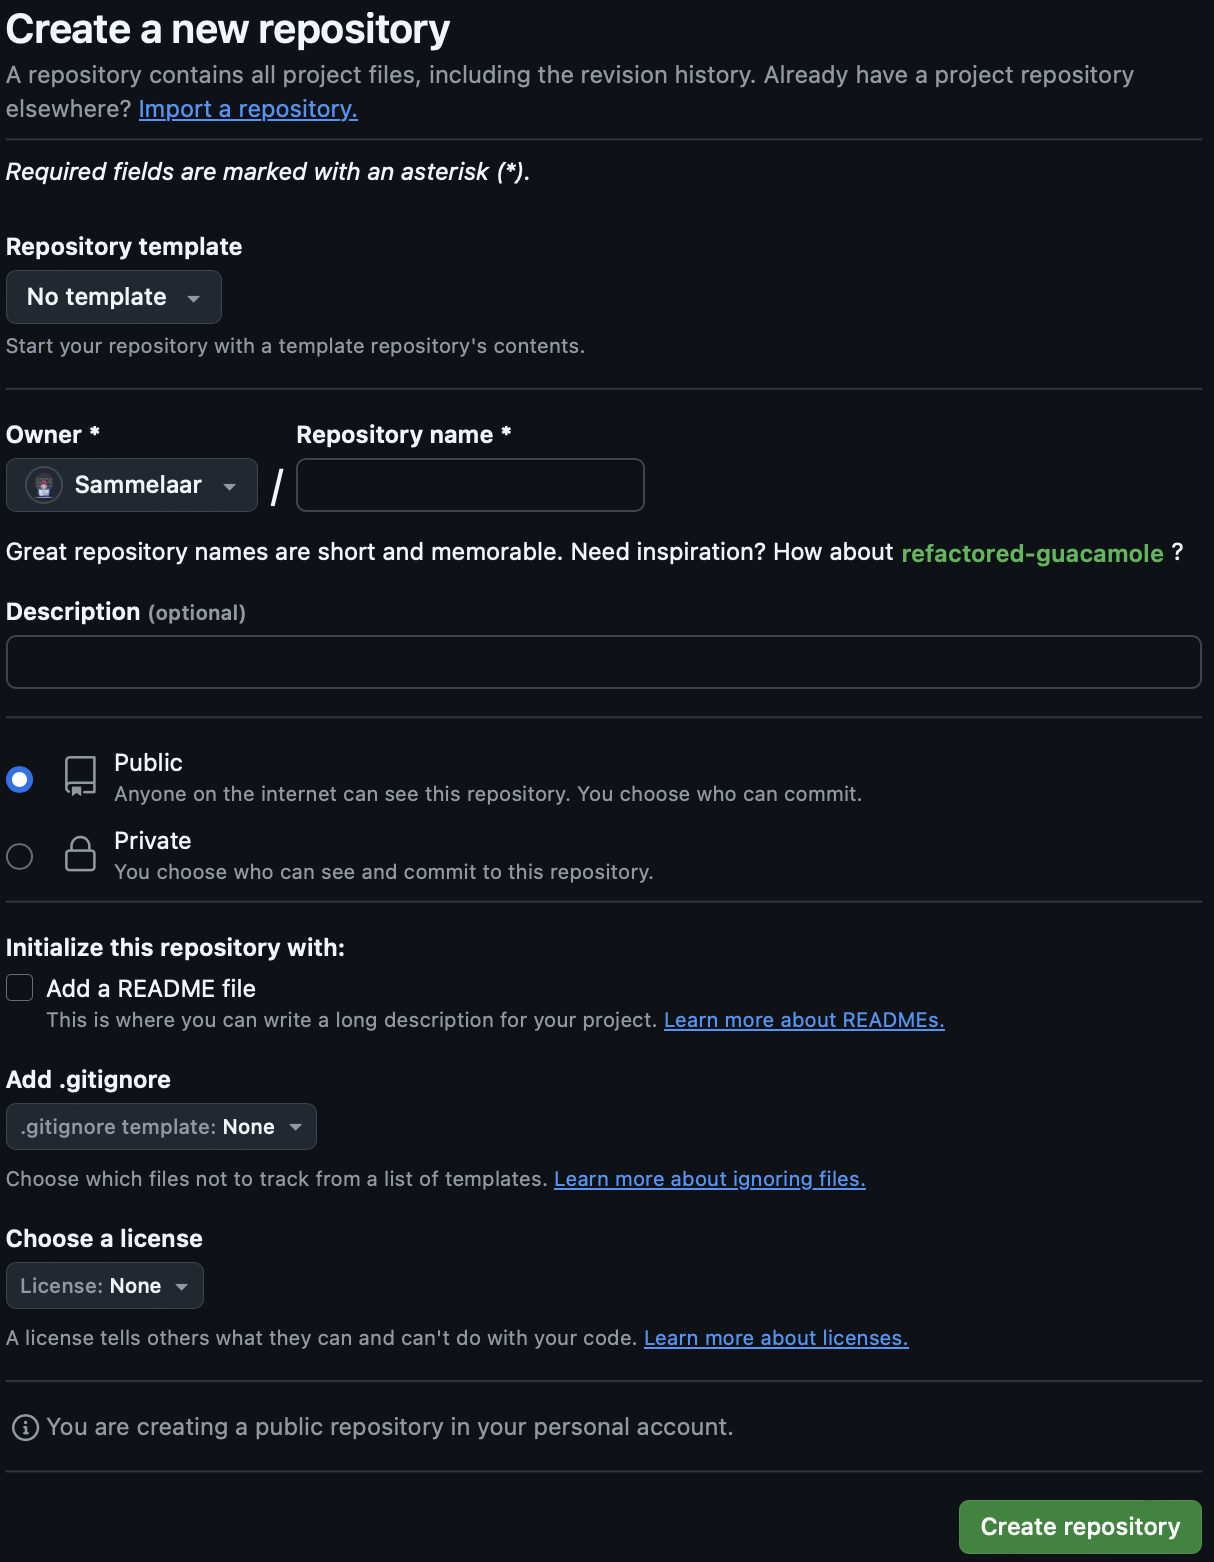 Create a new repository
A repository contains all project files, including the revision history. Already have a project repository
elsewhere? Import a repository.
Required fields are marked with an asterisk (*).
Repository template
No template
Start your repository with a template repository's contents.
Owner * Repository name *
Sammelaar /
Great repository names are short and memorable. Need inspiration? How about refactored-guacamole ?
Description (optional)
Public
Anyone on the internet can see this repository. You choose who can commit.
Private
You choose who can see and commit to this repository.
Initialize this repository with:
Add a README file
This is where you can write a long description for your project. Learn more about READMEs.
Add .gitignore
.gitignore template: None
Choose which files not to track from a list of templates. Learn more about ignoring files.
Choose a license
License: None
A license tells others what they can and can't do with your code. Learn more about licenses.
You are creating a public repository in your personal account.
Create repository